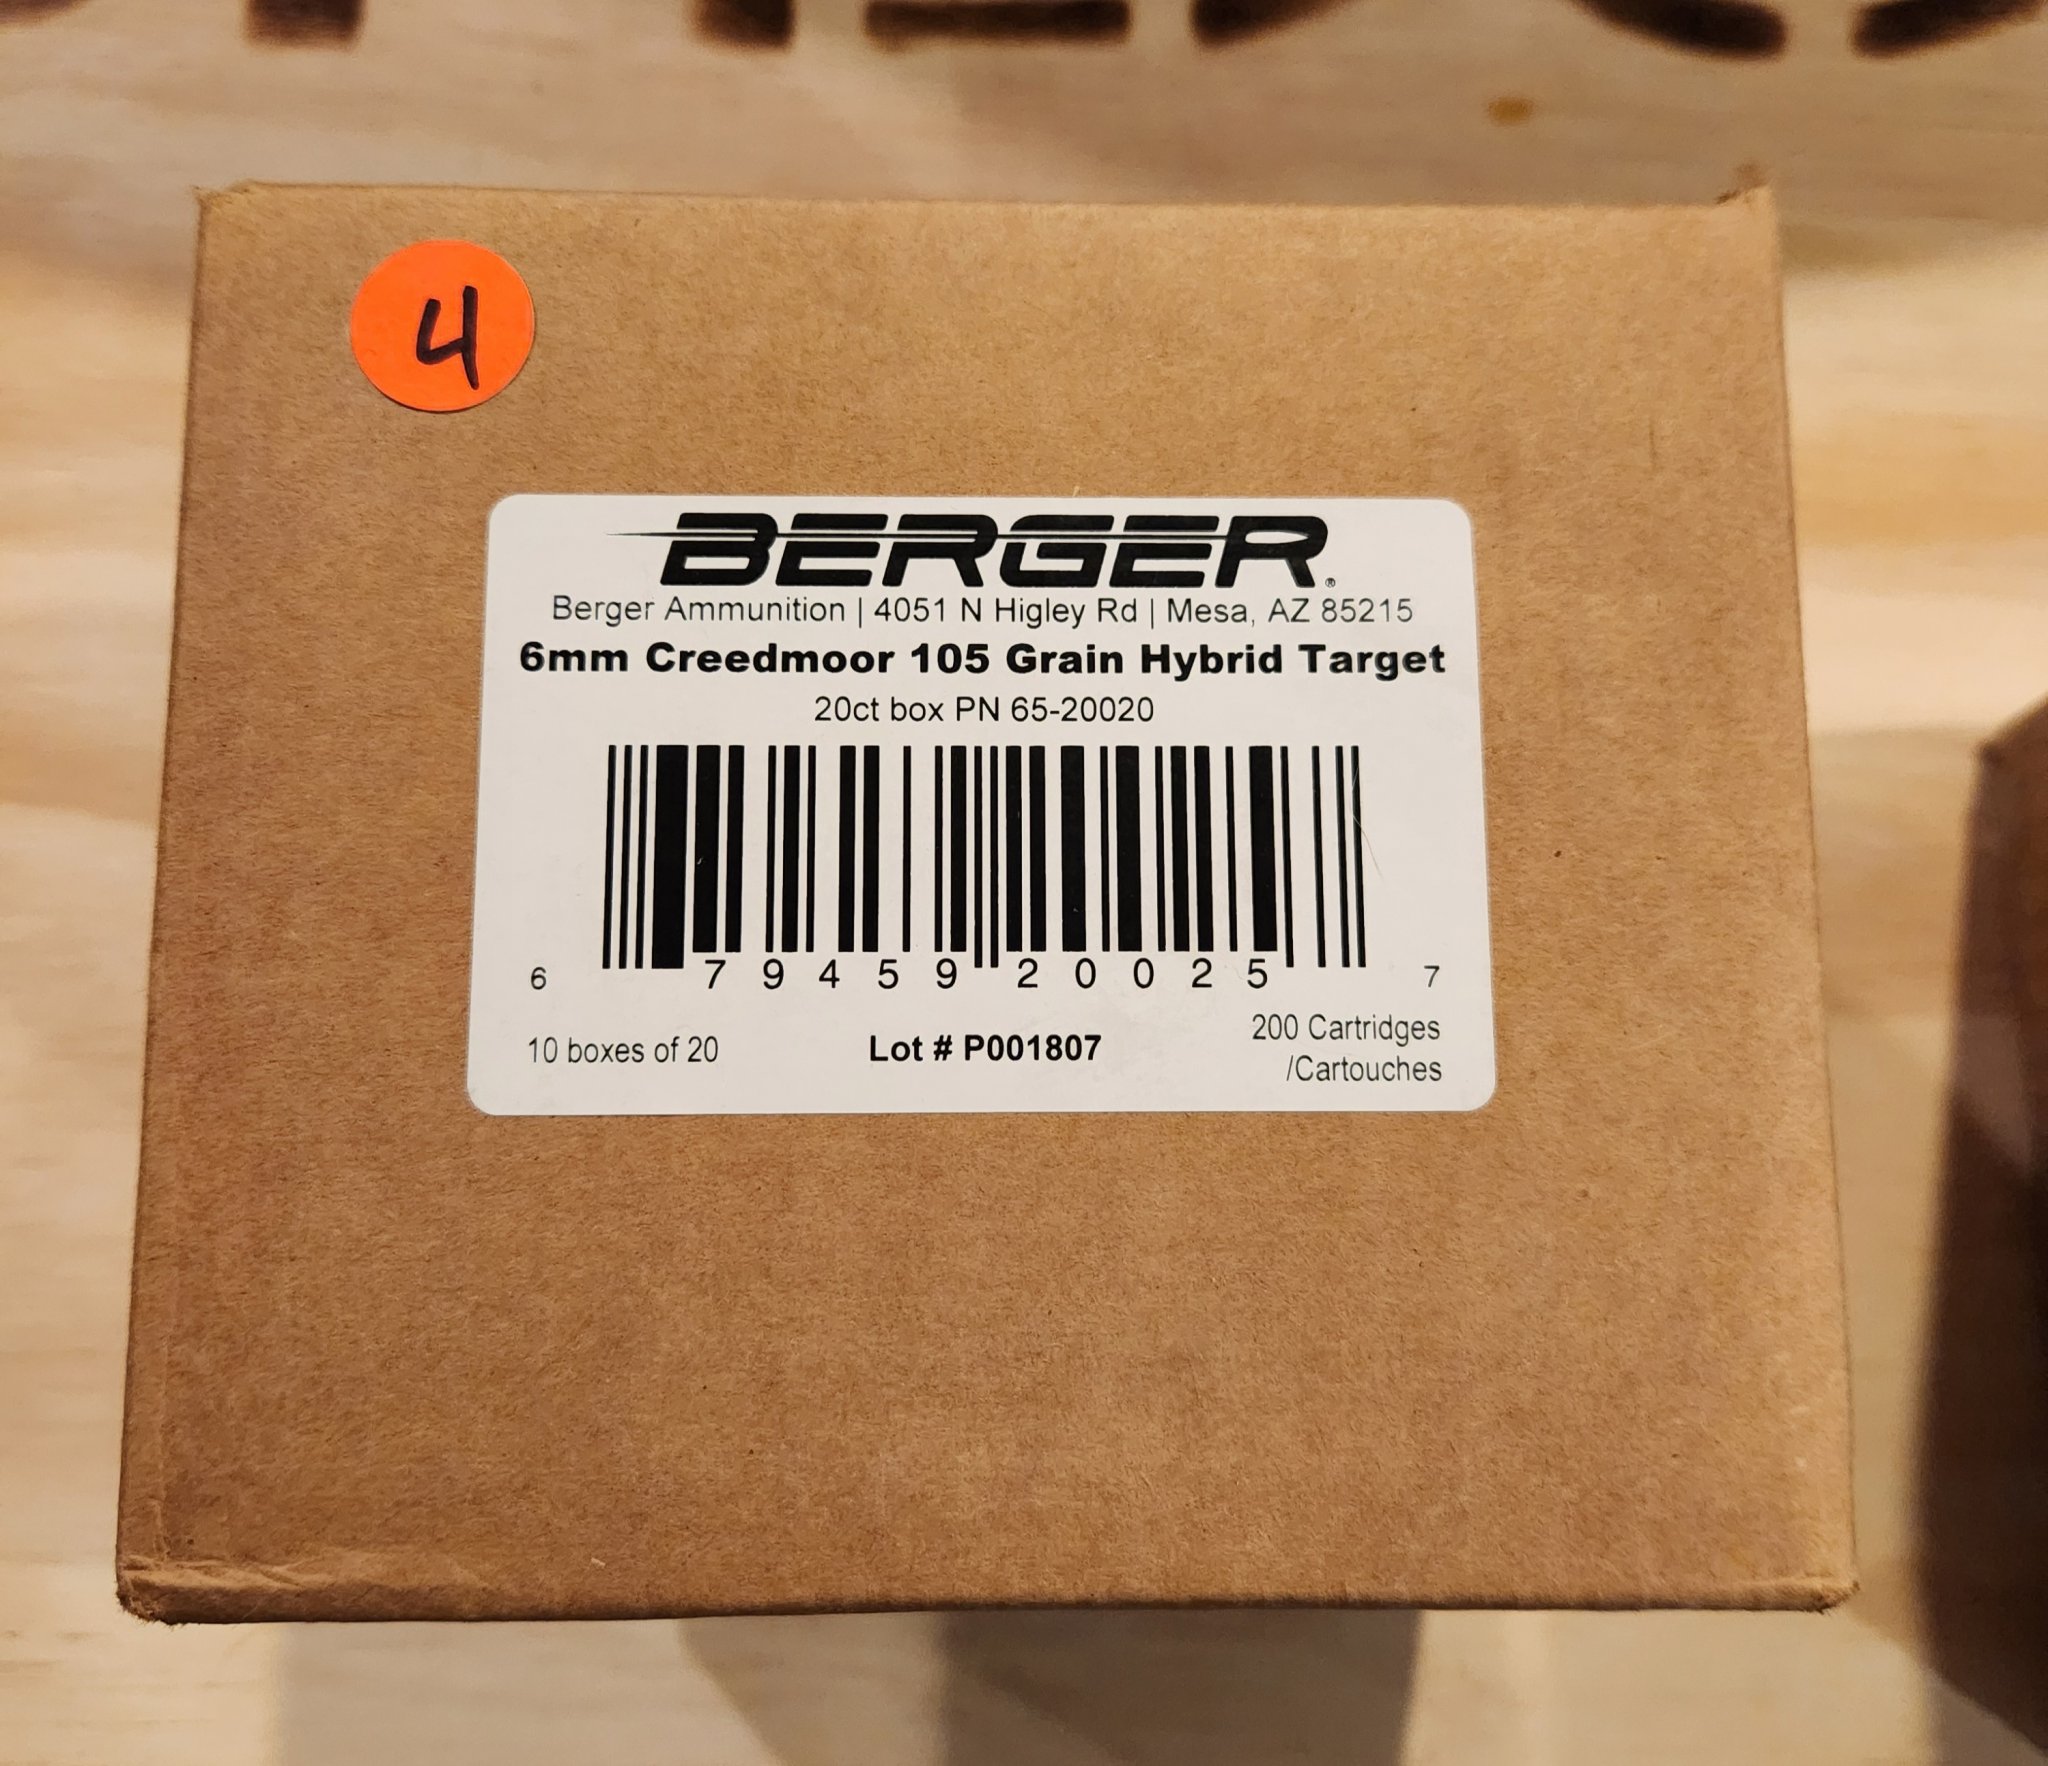 4
BERGER®
Berger Ammunition | 4051 N Higley Rd | Mesa, AZ 85215
6mm Creedmoor 105 Grain Hybrid Target
20ct box PN 65-20020
6 79459 20025 7
10 boxes of 20
Lot # P001807
200 Cartridges
/Cartouches